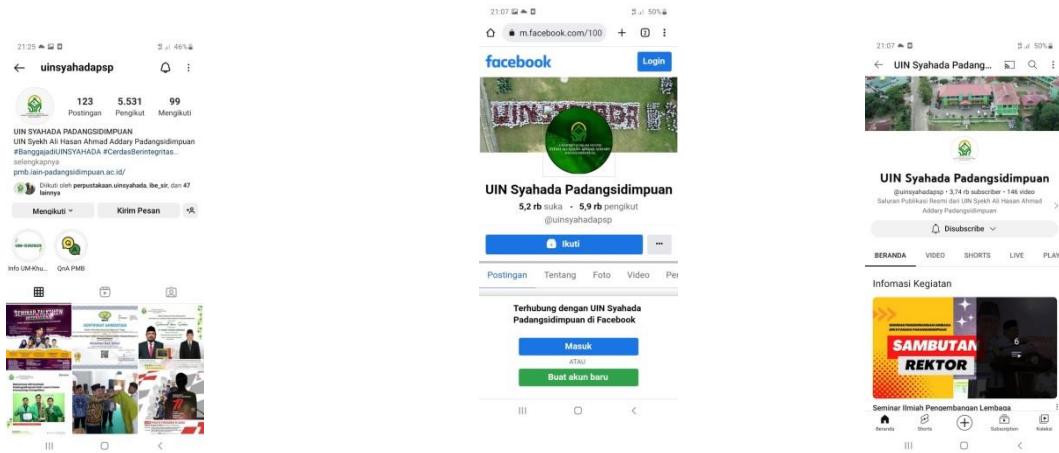 21:25
46%
uinsyahadapsp
123 5.531 99
Postingan Pengikut Mengikuti
UIN SYAHADA PADANGSIDIMPUAN
UIN Syekh Ali Hasan Ahmad Addary Padangsidimpuan
#BanggajadiUINSYAHADA #CerdasBerintegritas...
selengkapnya
pmb.iain-padangsidimpuan.ac.id/
Diikuti oleh perpustakaan.uinsyahada, ibe_sir, dan 47
lainnya
Mengikuti Kirim Pesan
Info UM-Khu... QnA PMB
SEMINAR TALKSHOW
21:07 50%
m.facebook.com/100
facebook Login
UIN Syahada Padangsidimpuan
5,2 rb suka • 5,9 rb pengikut
@uinsyahadapsp
Ikuti
Postingan Tentang Foto Video Per
Terhubung dengan UIN Syahada
Padangsidimpuan di Facebook
Masuk
ATAU
Buat akun baru
21:07 50%
UIN Syahada Padang...
UIN Syahada Padangsidimpuan
@uinsyahadapsp • 3,74 rb subscriber • 146 video
Saluran Publikasi Resmi dari UIN Syekh Ali Hasan Ahmad
Addary Padangsidimpuan
Disubscribe
BERANDA VIDEO SHORTS LIVE PLAY
Infomasi Kegiatan
SAMBUTAN
REKTOR
6
Seminar Ilmiah Pengembangan Lembaga
Beranda Shorts Subscription Koleksi